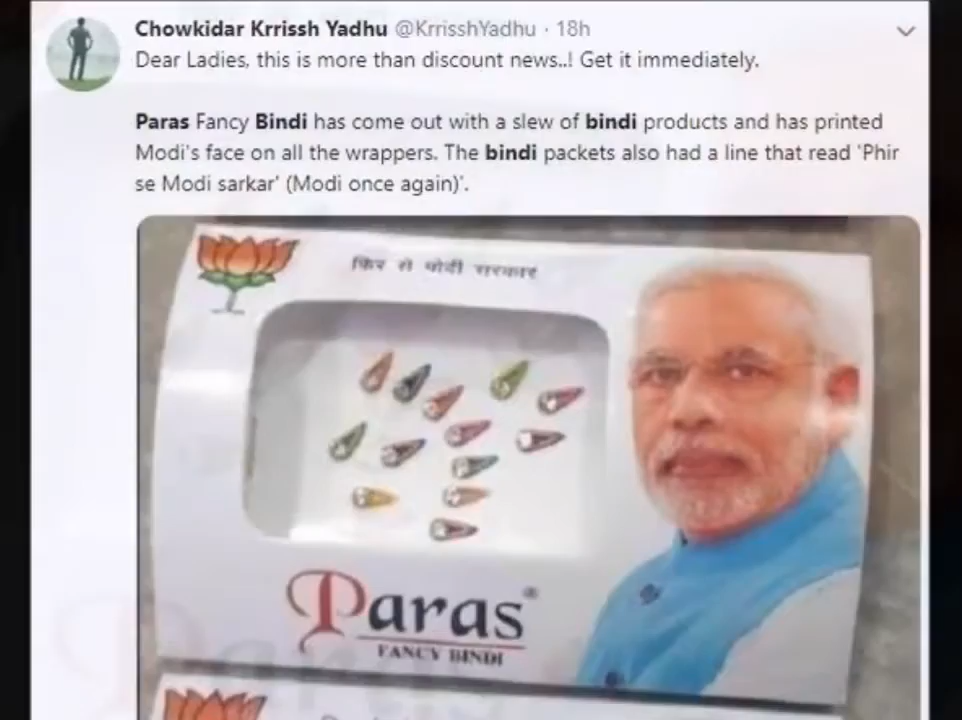 Chowkidar Krrissh Yadhu @KrrisshYadhu · 18h
Dear Ladies, this is more than discount news..! Get it immediately.
Paras Fancy Bindi has come out with a slew of bindi products and has printed
Modi's face on all the wrappers. The bindi packets also had a line that read 'Phir
se Modi sarkar' (Modi once again)'.
फिर से मोदी सरकार
Paras®
FANCY BINDI